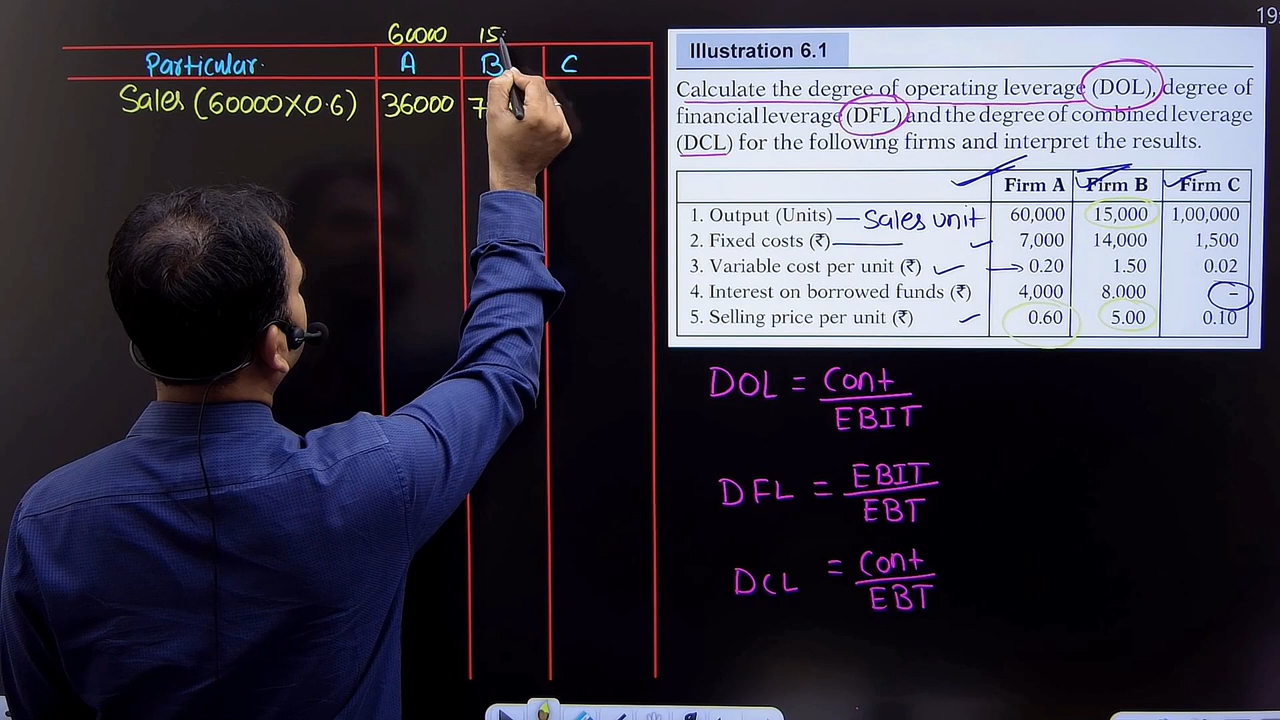 19
60000 15
Particular A B C
Sales (60000X0.6) 36000 7
Illustration 6.1
Calculate the degree of operating leverage (DOL), degree of
financial leverage (DFL) and the degree of combined leverage
(DCL) for the following firms and interpret the results.
Firm A Firm B Firm C
1. Output (Units) — Sales unit 60,000 15,000 1,00,000
2. Fixed costs (₹) 7,000 14,000 1,500
3. Variable cost per unit (₹) 0.20 1.50 0.02
4. Interest on borrowed funds (₹) 4,000 8.000 -
5. Selling price per unit (₹) 0.60 5.00 0.10
DOL = Cont
EBIT
DFL = EBIT
EBT
DCL = Cont
EBT